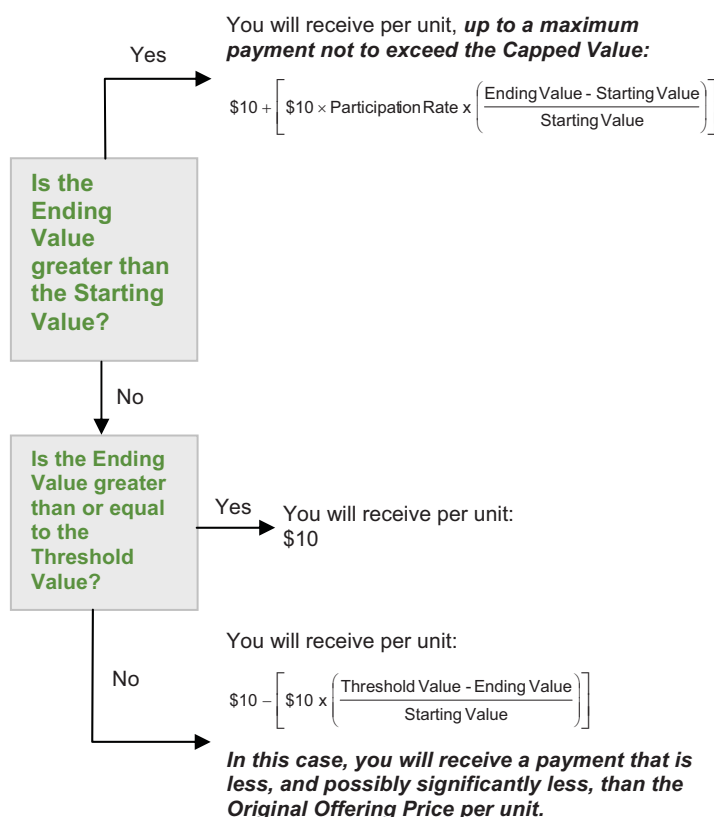 You will receive per unit, up to a maximum
payment not to exceed the Capped Value:
Yes
$10 + [ $10 × Participation Rate x ( Ending Value - Starting Value / Starting Value ) ]
Is the
Ending
Value
greater than
the Starting
Value?
No
Is the Ending
Value greater
than or equal
to the
Threshold
Value?
Yes
You will receive per unit:
$10
You will receive per unit:
No
$10 − [ $10 x ( Threshold Value - Ending Value / Starting Value ) ]
In this case, you will receive a payment that is
less, and possibly significantly less, than the
Original Offering Price per unit.